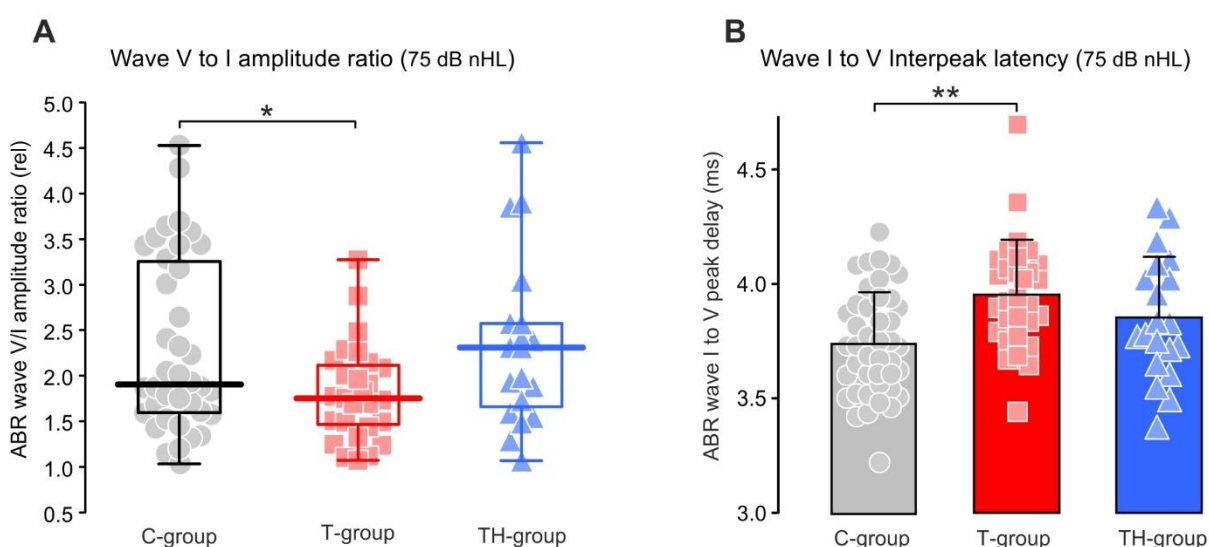 A
Wave V to I amplitude ratio (75 dB nHL)
ABR wave V/I amplitude ratio (rel)
5.0
4.5
4.0
3.5
3.0
2.5
2.0
1.5
1.0
0.5
*
C-group
T-group
TH-group
B
Wave I to V Interpeak latency (75 dB nHL)
ABR wave I to V peak delay (ms)
4.5
4.0
3.5
3.0
**
C-group
T-group
TH-group